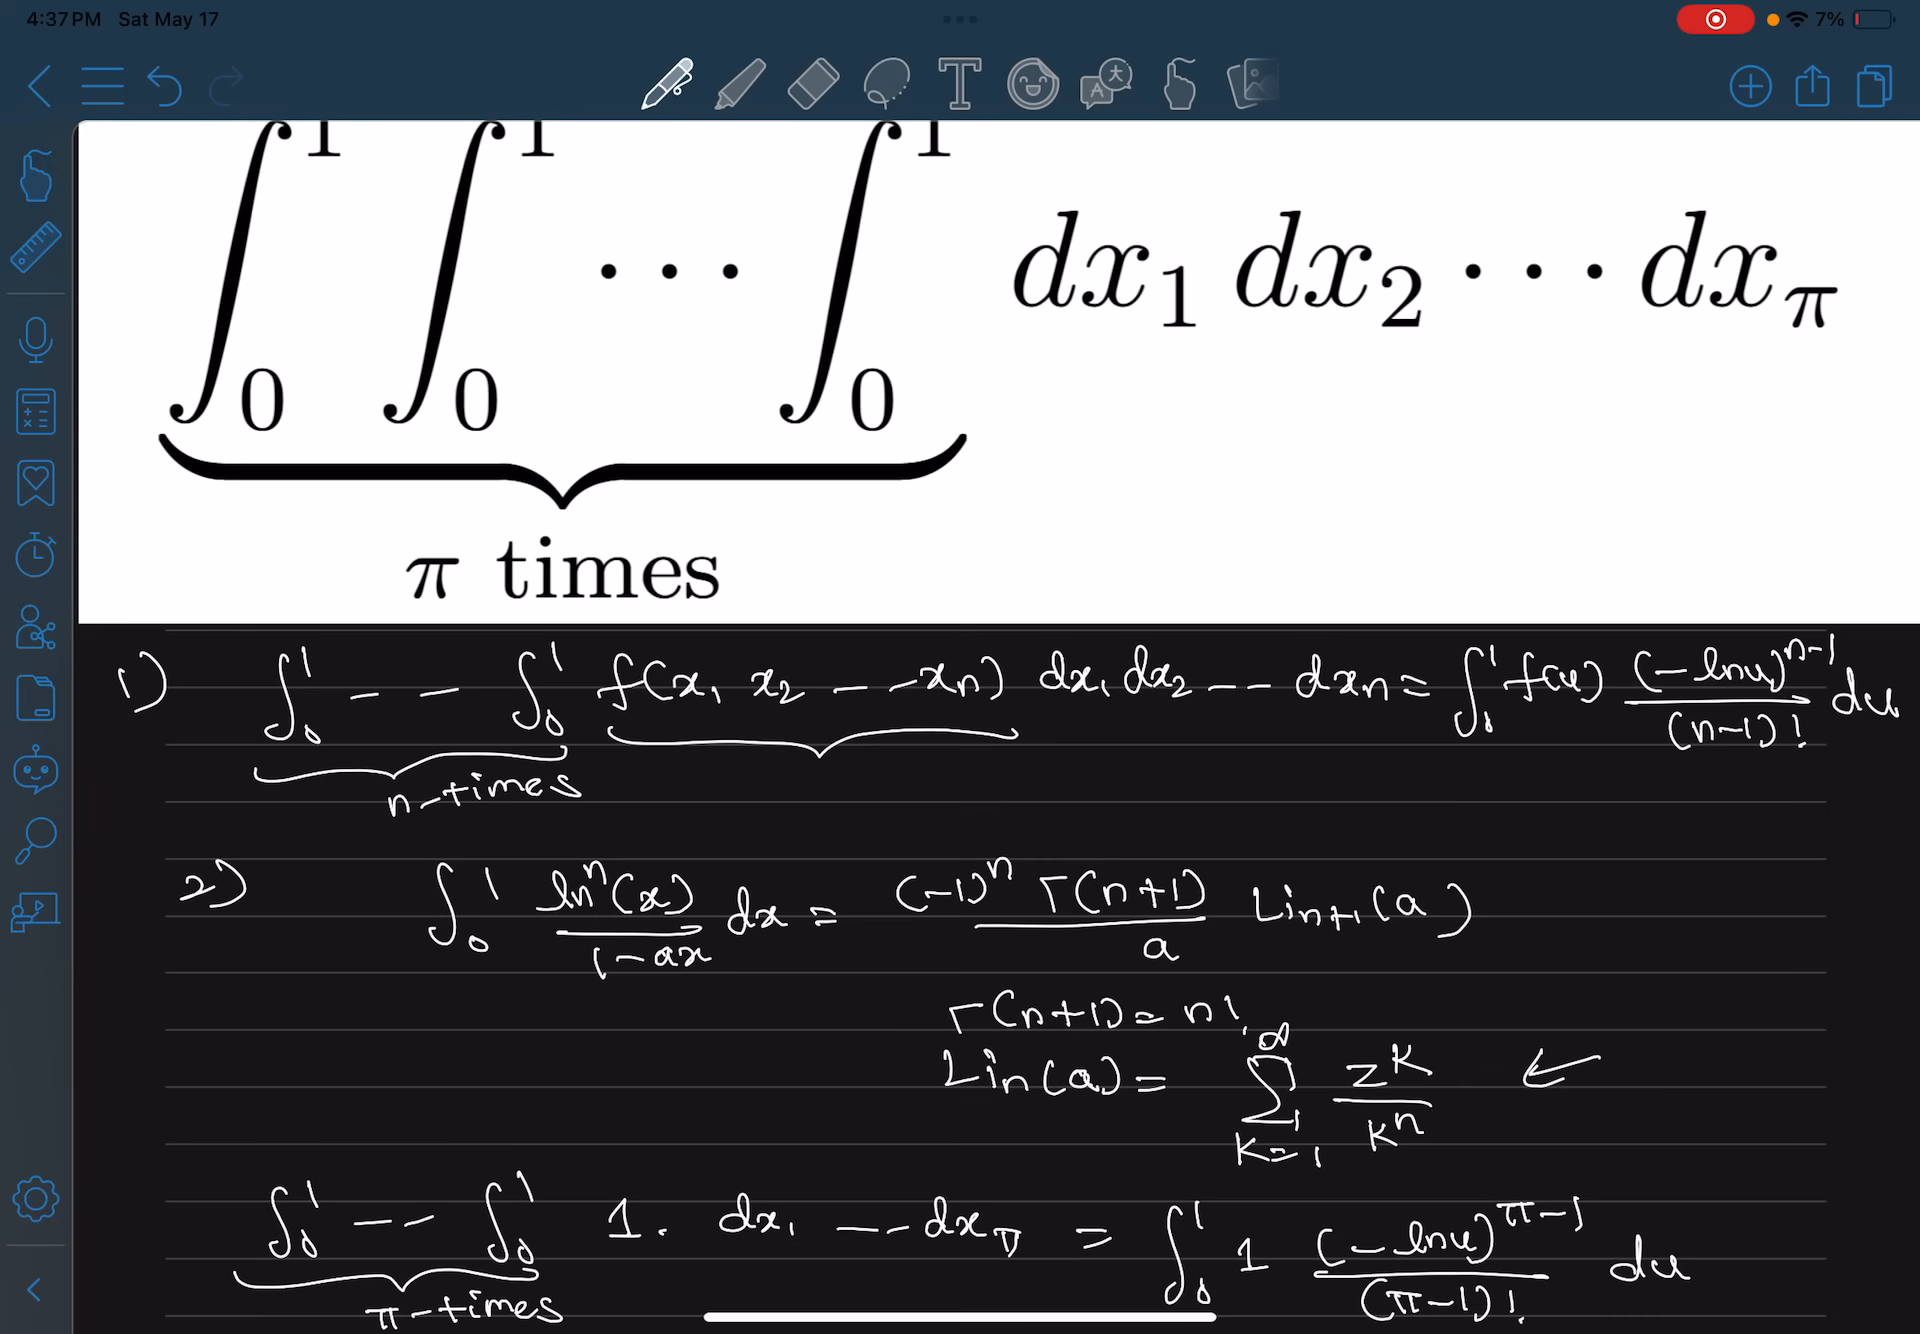 4:37 PM Sat May 17
7%
∫₀¹ ∫₀¹ ··· ∫₀¹ dx₁ dx₂ ··· dx_π
π times
1) ∫₀¹ – – ∫₀¹ f(x₁ x₂ – – xₙ) dx₁ dx₂ – – dxₙ = ∫₀¹ f(u) (–ln u)ⁿ⁻¹/(n–1)! du
n-times
2) ∫₀¹ lnⁿ(x)/(1–ax) dx = (–1)ⁿ Γ(n+1)/a Liₙ₊₁(a)
Γ(n+1) = n!
Liₙ(a) = ∑_{k=1}^∞ z^k/kⁿ ←
∫₀¹ – – ∫₀¹ 1. dx₁ – – dx_π = ∫₀¹ 1 (–ln u)^{π–1}/(π–1)! du
π-times